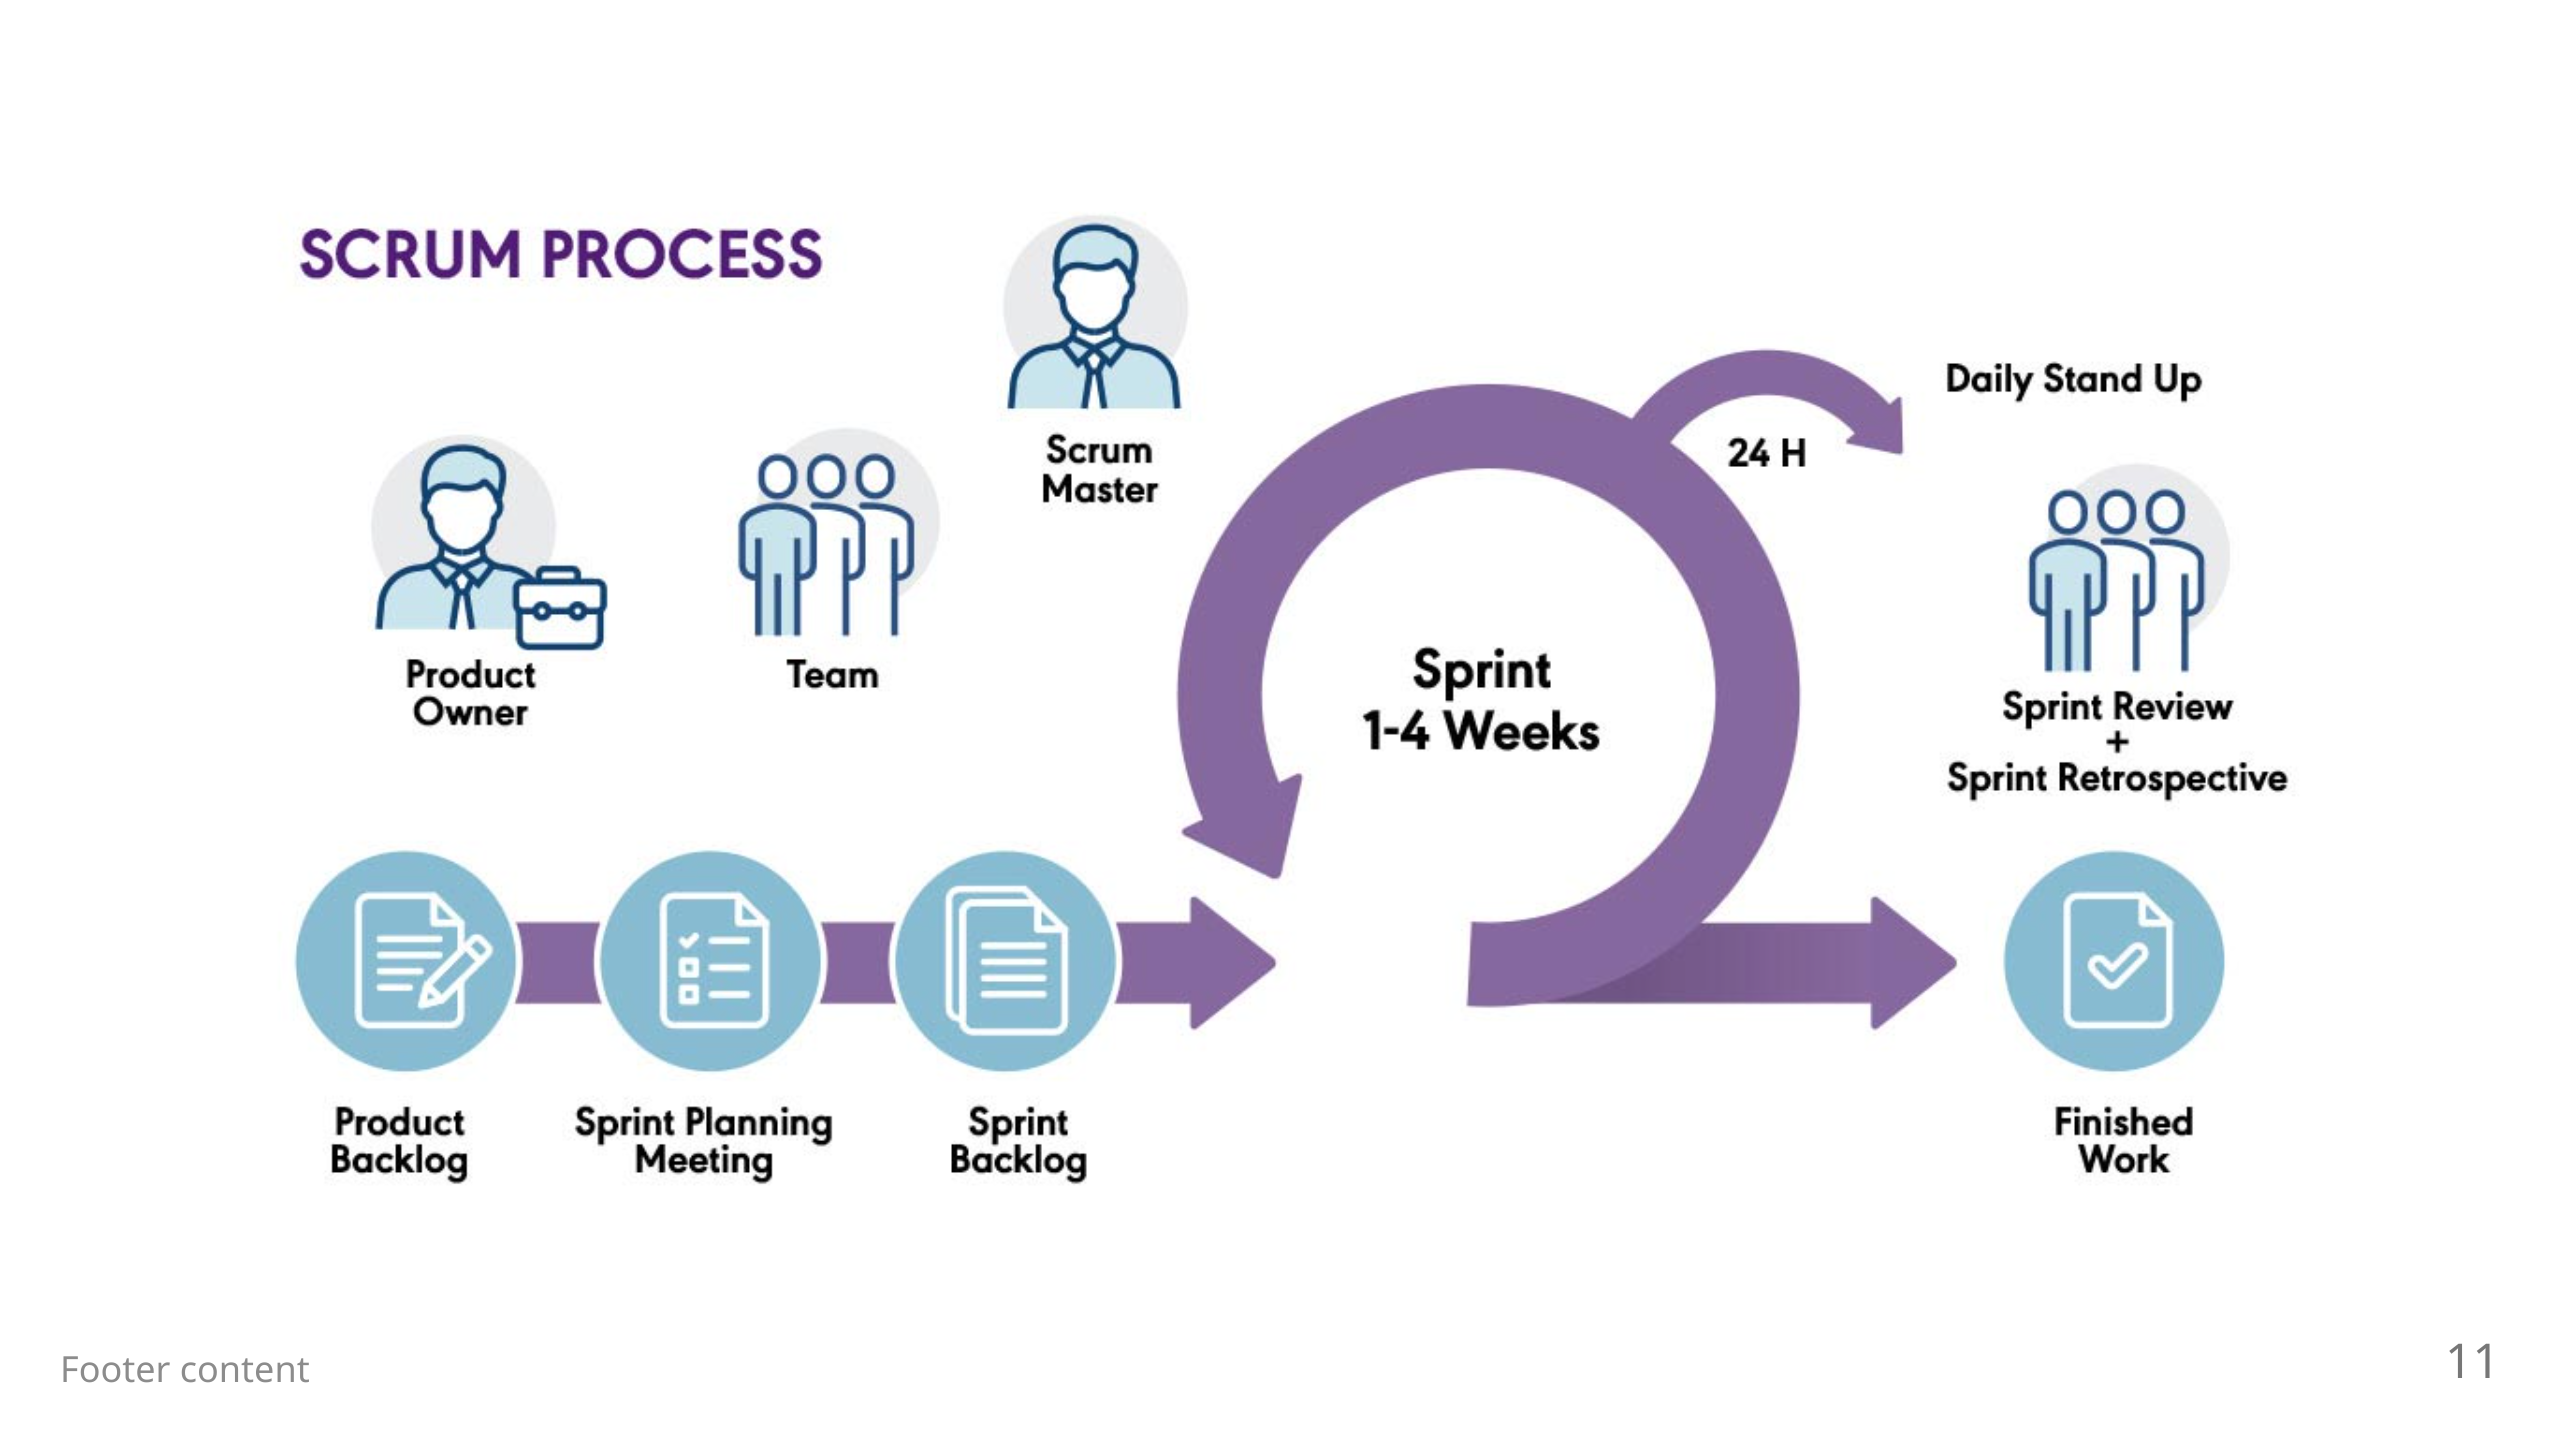 SCRUM PROCESS
Scrum
Master
Daily Stand Up
24 H
Product
Owner
Team
Sprint
1-4 Weeks
Sprint Review
+
Sprint Retrospective
Product
Backlog
Sprint Planning
Meeting
Sprint
Backlog
Finished
Work
Footer content
11